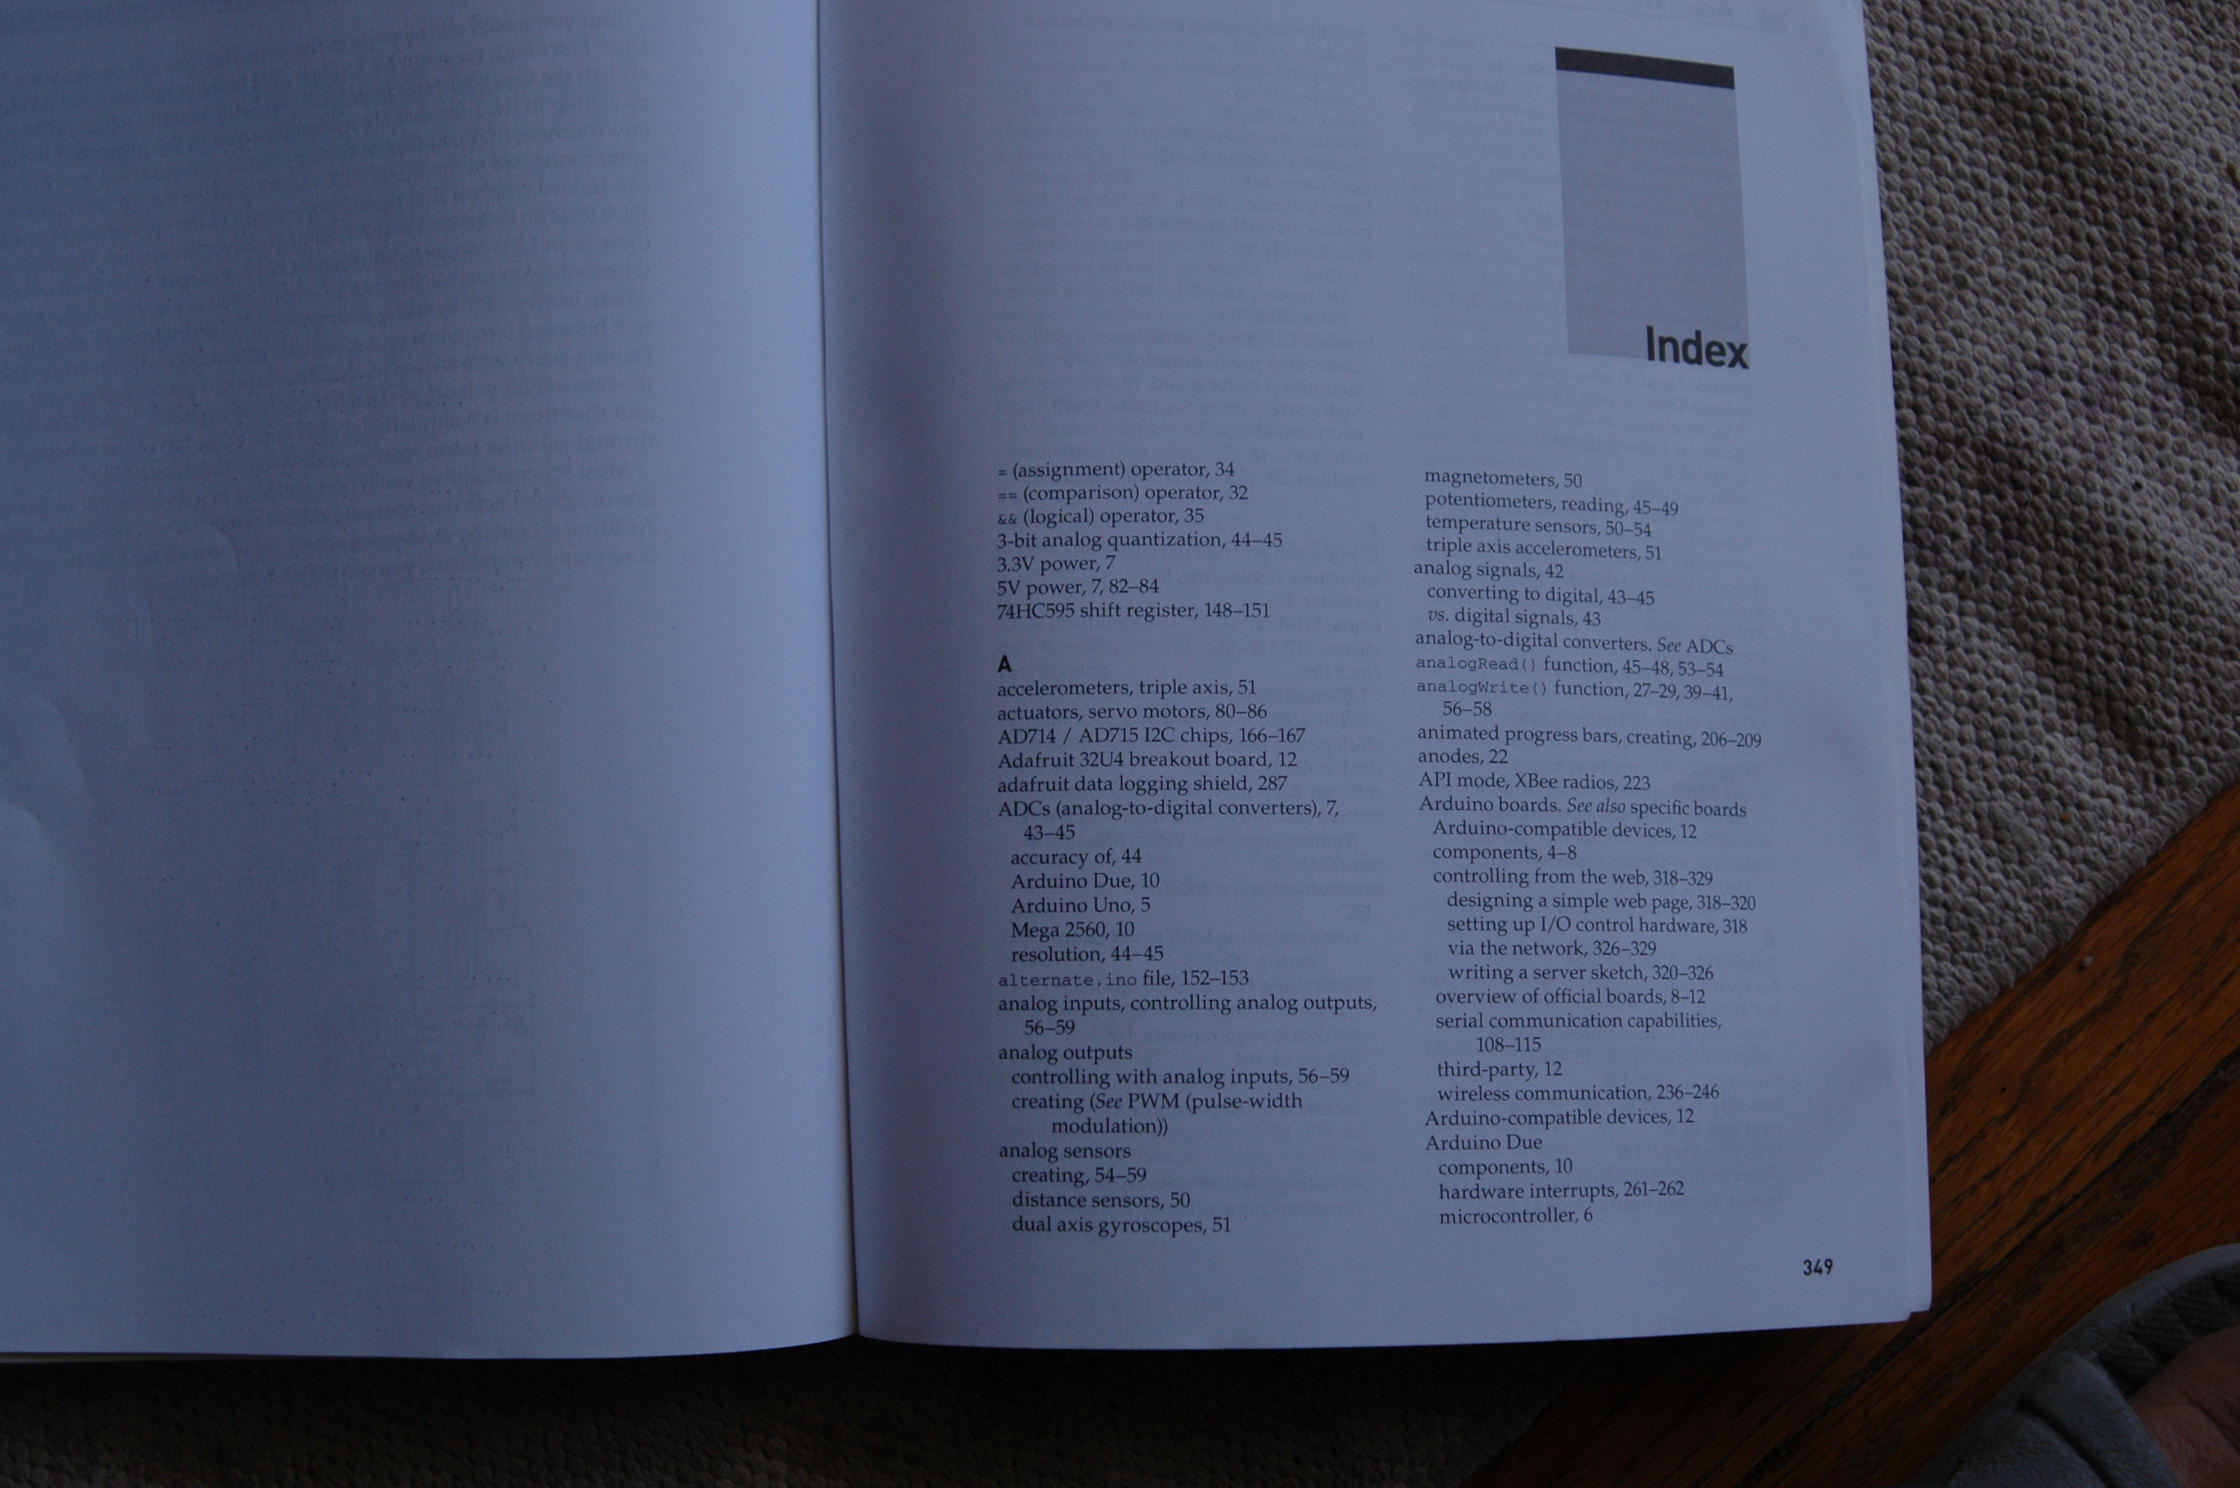 Index
= (assignment) operator, 34
== (comparison) operator, 32
&& (logical) operator, 35
3-bit analog quantization, 44–45
3.3V power, 7
5V power, 7, 82–84
74HC595 shift register, 148–151
A
accelerometers, triple axis, 51
actuators, servo motors, 80–86
AD714 / AD715 I2C chips, 166–167
Adafruit 32U4 breakout board, 12
adafruit data logging shield, 287
ADCs (analog-to-digital converters), 7,
43–45
accuracy of, 44
Arduino Due, 10
Arduino Uno, 5
Mega 2560, 10
resolution, 44–45
alternate.ino file, 152–153
analog inputs, controlling analog outputs,
56–59
analog outputs
controlling with analog inputs, 56–59
creating (See PWM (pulse-width
modulation))
analog sensors
creating, 54–59
distance sensors, 50
dual axis gyroscopes, 51
magnetometers, 50
potentiometers, reading, 45–49
temperature sensors, 50–54
triple axis accelerometers, 51
analog signals, 42
converting to digital, 43–45
vs. digital signals, 43
analog-to-digital converters. See ADCs
analogRead() function, 45–48, 53–54
analogWrite() function, 27–29, 39–41,
56–58
animated progress bars, creating, 206–209
anodes, 22
API mode, XBee radios, 223
Arduino boards. See also specific boards
Arduino-compatible devices, 12
components, 4–8
controlling from the web, 318–329
designing a simple web page, 318–320
setting up I/O control hardware, 318
via the network, 326–329
writing a server sketch, 320–326
overview of official boards, 8–12
serial communication capabilities,
108–115
third-party, 12
wireless communication, 236–246
Arduino-compatible devices, 12
Arduino Due
components, 10
hardware interrupts, 261–262
microcontroller, 6
349